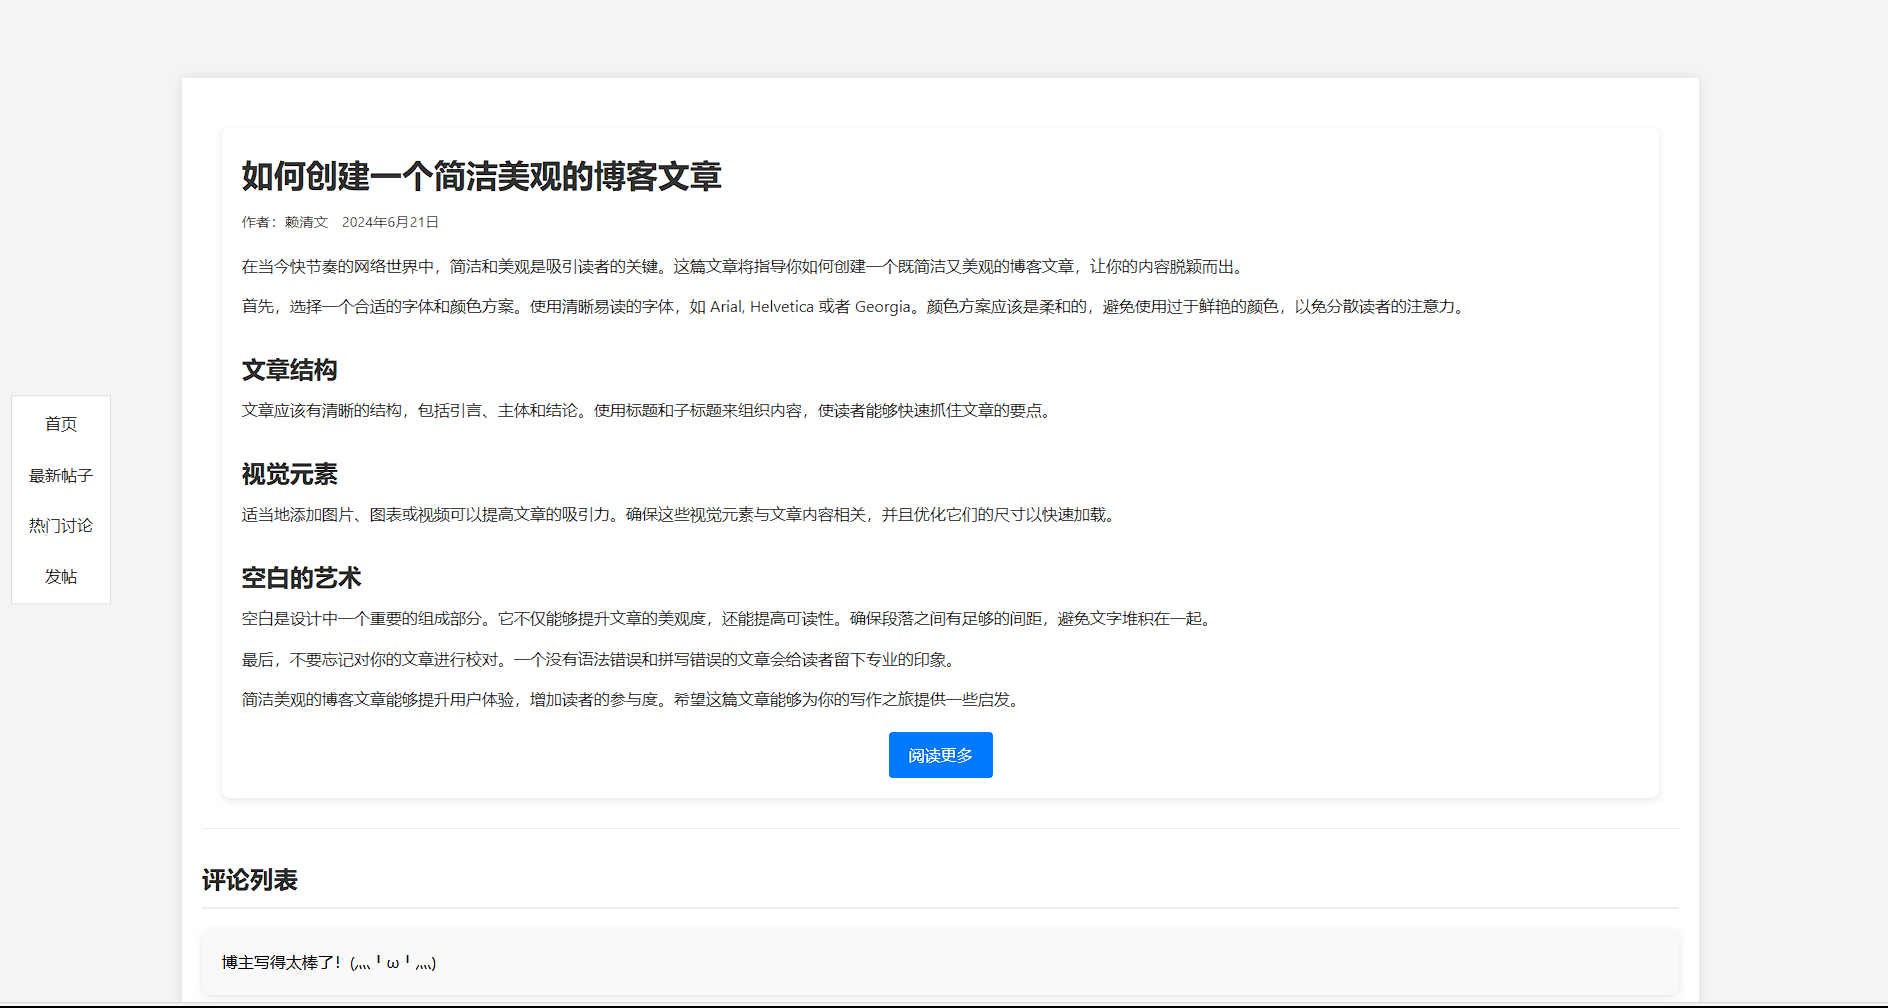 如何创建一个简洁美观的博客文章
作者：赖清文 2024年6月21日
在当今快节奏的网络世界中，简洁和美观是吸引读者的关键。这篇文章将指导你如何创建一个既简洁又美观的博客文章，让你的内容脱颖而出。
首先，选择一个合适的字体和颜色方案。使用清晰易读的字体，如 Arial, Helvetica 或者 Georgia。颜色方案应该是柔和的，避免使用过于鲜艳的颜色，以免分散读者的注意力。
文章结构
文章应该有清晰的结构，包括引言、主体和结论。使用标题和子标题来组织内容，使读者能够快速抓住文章的要点。
视觉元素
适当地添加图片、图表或视频可以提高文章的吸引力。确保这些视觉元素与文章内容相关，并且优化它们的尺寸以快速加载。
空白的艺术
空白是设计中一个重要的组成部分。它不仅能够提升文章的美观度，还能提高可读性。确保段落之间有足够的间距，避免文字堆积在一起。
最后，不要忘记对你的文章进行校对。一个没有语法错误和拼写错误的文章会给读者留下专业的印象。
简洁美观的博客文章能够提升用户体验，增加读者的参与度。希望这篇文章能够为你的写作之旅提供一些启发。
阅读更多
首页
最新帖子
热门讨论
发帖
评论列表
博主写得太棒了！(灬╹ω╹灬)